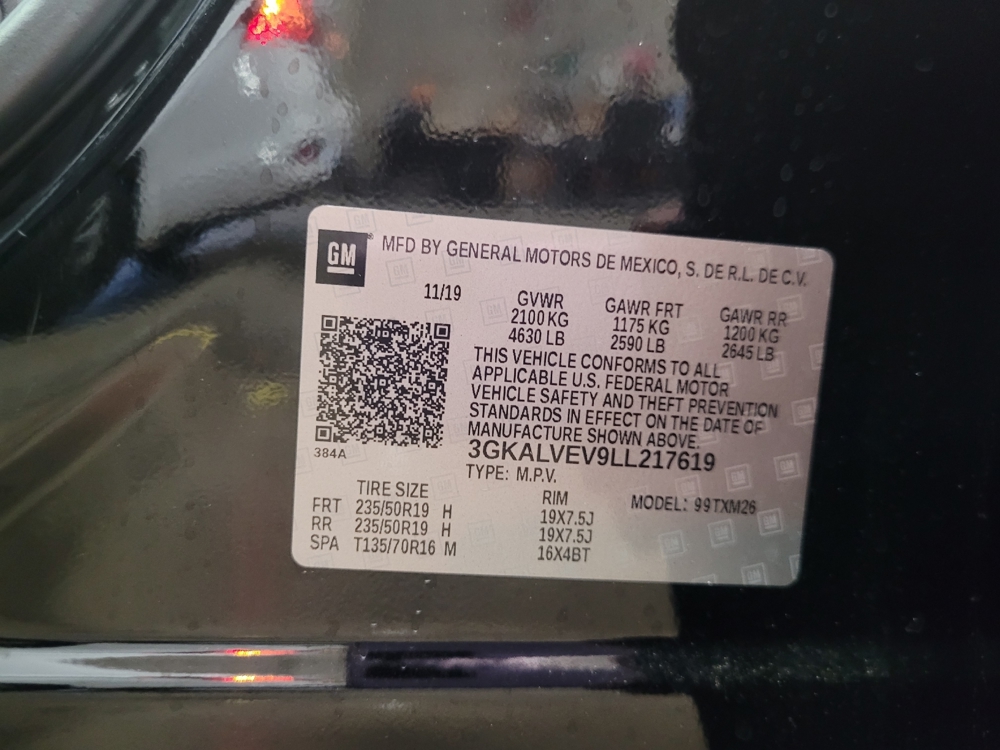 GM
MFD BY GENERAL MOTORS DE MEXICO, S. DE R.L. DE C.V.
11/19 GVWR GAWR FRT GAWR RR
2100 KG 1175 KG 1200 KG
4630 LB 2590 LB 2645 LB
THIS VEHICLE CONFORMS TO ALL
APPLICABLE U.S. FEDERAL MOTOR
VEHICLE SAFETY AND THEFT PREVENTION
STANDARDS IN EFFECT ON THE DATE OF
MANUFACTURE SHOWN ABOVE.
384A
3GKALVEV9LL217619
TYPE: M.P.V.
TIRE SIZE RIM MODEL: 99TXM26
FRT 235/50R19 H 19X7.5J
RR 235/50R19 H 19X7.5J
SPA T135/70R16 M 16X4BT